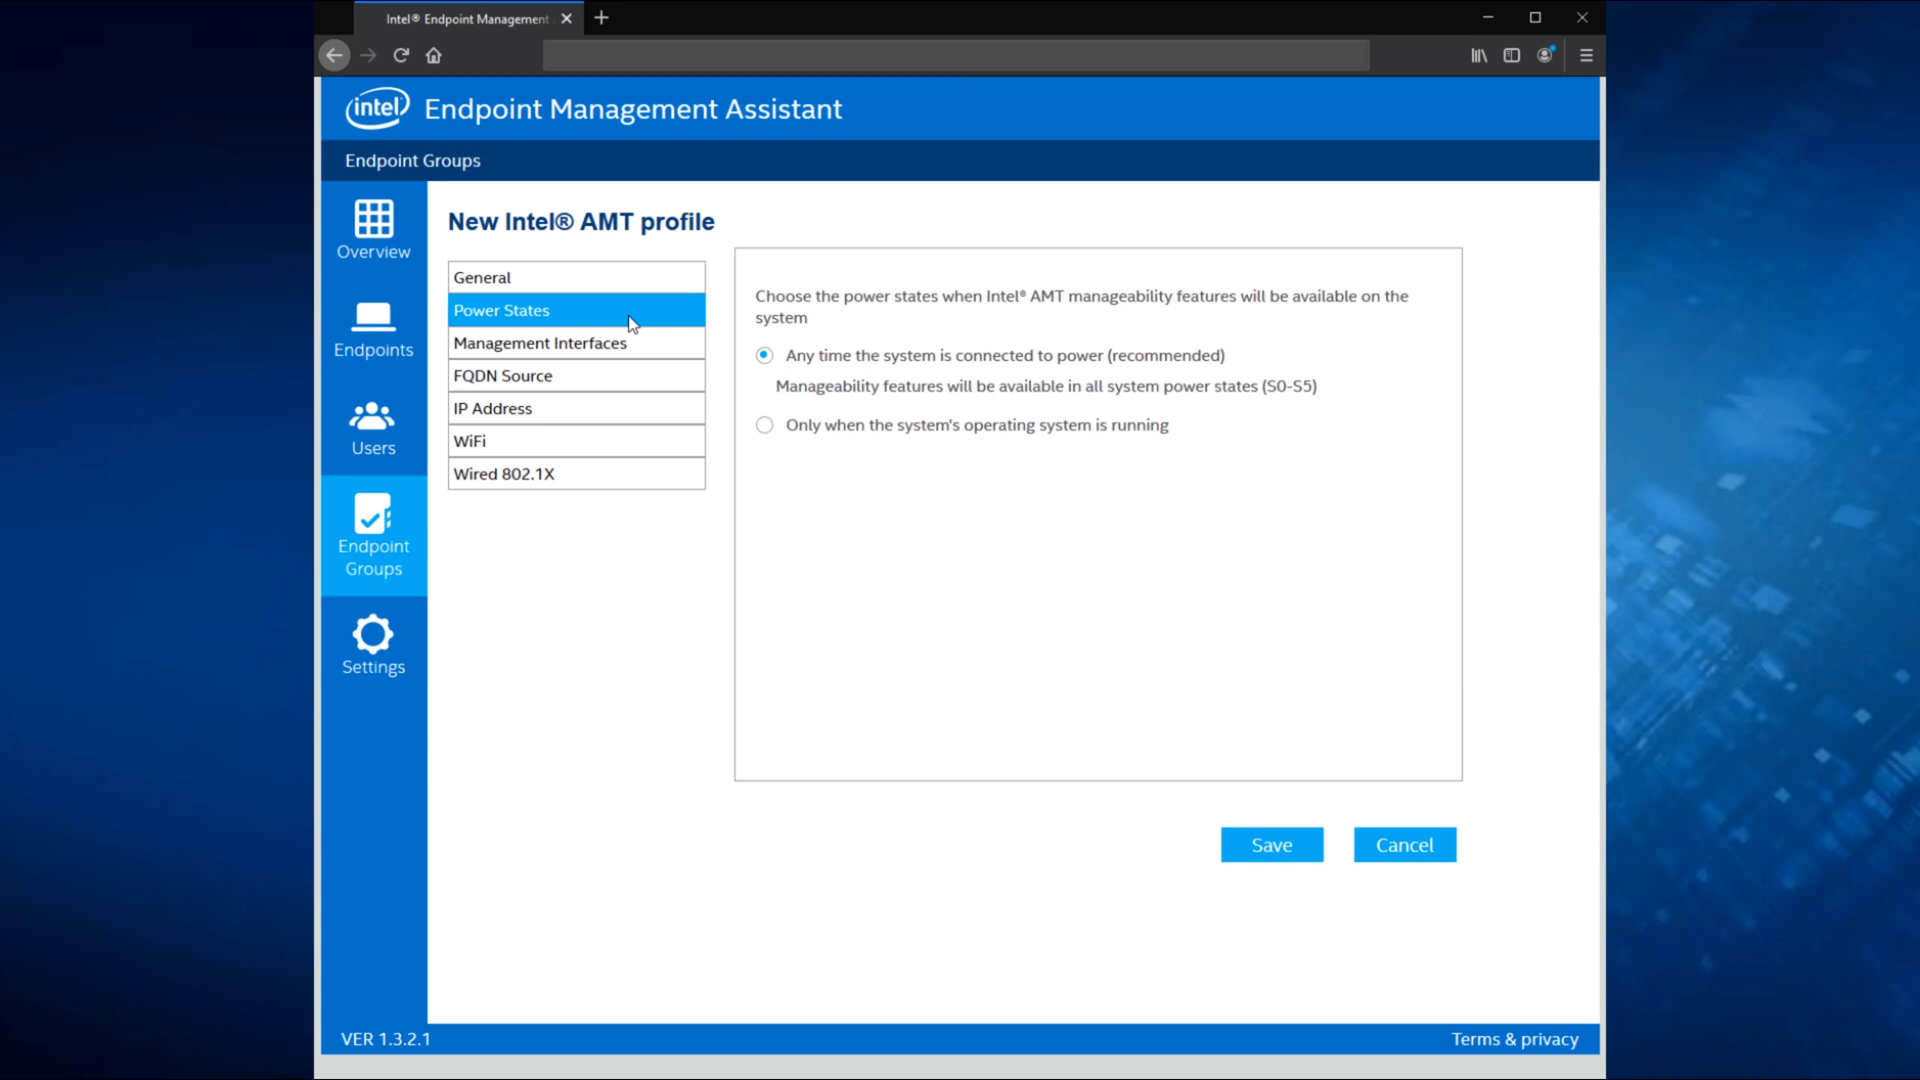 Intel® Endpoint Management
intel Endpoint Management Assistant
Endpoint Groups
Overview
Endpoints
Users
Endpoint
Groups
Settings
New Intel® AMT profile
General
Power States
Management Interfaces
FQDN Source
IP Address
WiFi
Wired 802.1X
Choose the power states when Intel® AMT manageability features will be available on the
system
Any time the system is connected to power (recommended)
Manageability features will be available in all system power states (S0-S5)
Only when the system's operating system is running
Save Cancel
VER 1.3.2.1 Terms & privacy